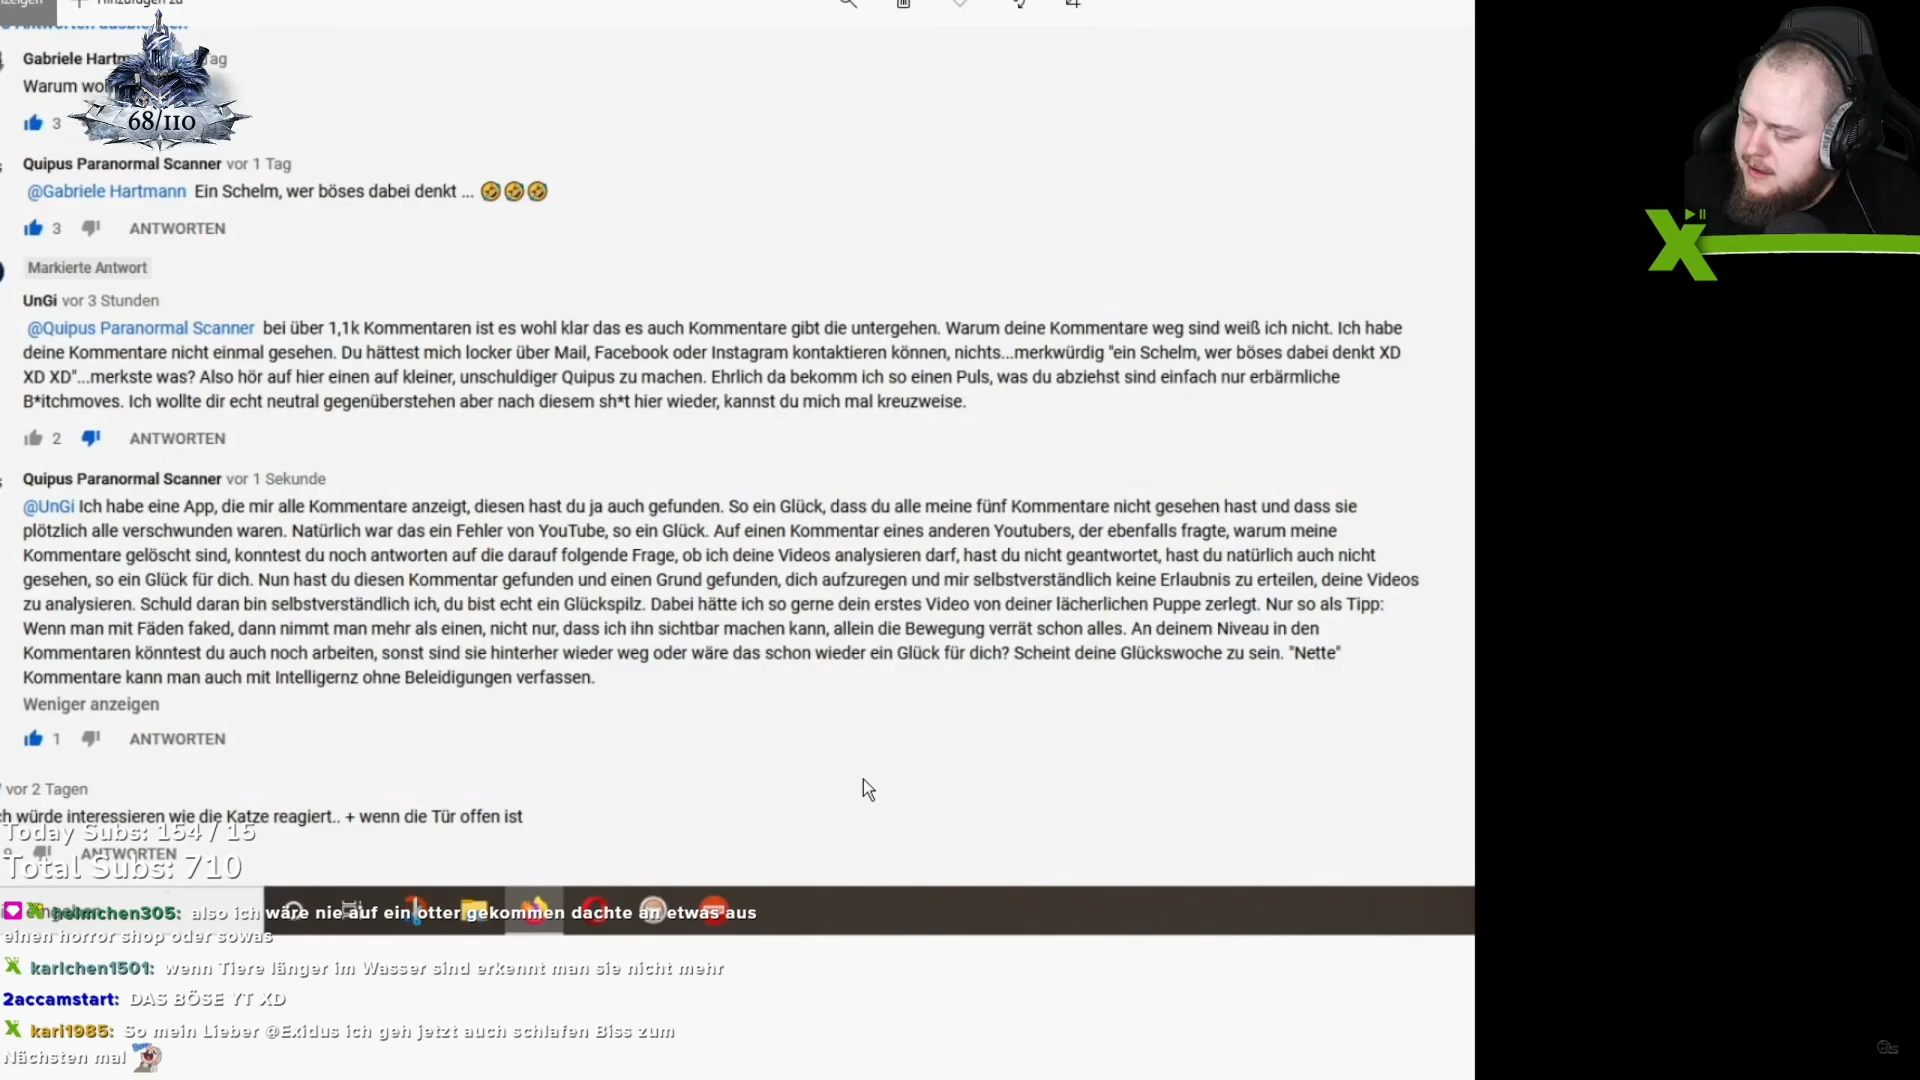 Hinzufügen zu
Gabriele Hartm
Tag
Warum wo
3
68/110
Quipus Paranormal Scanner vor 1 Tag
@Gabriele Hartmann Ein Schelm, wer böses dabei denkt ... 🤣🤣🤣
3 ANTWORTEN
Markierte Antwort
UnGi vor 3 Stunden
@Quipus Paranormal Scanner bei über 1,1k Kommentaren ist es wohl klar das es auch Kommentare gibt die untergehen. Warum deine Kommentare weg sind weiß ich nicht. Ich habe
deine Kommentare nicht einmal gesehen. Du hättest mich locker über Mail, Facebook oder Instagram kontaktieren können, nichts...merkwürdig "ein Schelm, wer böses dabei denkt XD
XD XD"...merkste was? Also hör auf hier einen auf kleiner, unschuldiger Quipus zu machen. Ehrlich da bekomm ich so einen Puls, was du abziehst sind einfach nur erbärmliche
B*itchmoves. Ich wollte dir echt neutral gegenüberstehen aber nach diesem sh*t hier wieder, kannst du mich mal kreuzweise.
2 ANTWORTEN
Quipus Paranormal Scanner vor 1 Sekunde
@UnGi Ich habe eine App, die mir alle Kommentare anzeigt, diesen hast du ja auch gefunden. So ein Glück, dass du alle meine fünf Kommentare nicht gesehen hast und dass sie
plötzlich alle verschwunden waren. Natürlich war das ein Fehler von YouTube, so ein Glück. Auf einen Kommentar eines anderen Youtubers, der ebenfalls fragte, warum meine
Kommentare gelöscht sind, konntest du noch antworten auf die darauf folgende Frage, ob ich deine Videos analysieren darf, hast du nicht geantwortet, hast du natürlich auch nicht
gesehen, so ein Glück für dich. Nun hast du diesen Kommentar gefunden und einen Grund gefunden, dich aufzuregen und mir selbstverständlich keine Erlaubnis zu erteilen, deine Videos
zu analysieren. Schuld daran bin selbstverständlich ich, du bist echt ein Glückspilz. Dabei hätte ich so gerne dein erstes Video von deiner lächerlichen Puppe zerlegt. Nur so als Tipp:
Wenn man mit Fäden faked, dann nimmt man mehr als einen, nicht nur, dass ich ihn sichtbar machen kann, allein die Bewegung verrät schon alles. An deinem Niveau in den
Kommentaren könntest du auch noch arbeiten, sonst sind sie hinterher wieder weg oder wäre das schon wieder ein Glück für dich? Scheint deine Glückswoche zu sein. "Nette"
Kommentare kann man auch mit Intelligernz ohne Beleidigungen verfassen.
Weniger anzeigen
1 ANTWORTEN
vor 2 Tagen
ch würde interessieren wie die Katze reagiert.. + wenn die Tür offen ist
Today Subs: 154 / 15
ANTWORTEN
Total Subs: 710
helmchen305: also ich wäre nie auf ein otter gekommen dachte an etwas aus
einen horror shop oder sowas
karlchen1501: wenn Tiere länger im Wasser sind erkennt man sie nicht mehr
2accamstart: DAS BÖSE YT XD
kari1985: So mein Lieber @Exidus ich geh jetzt auch schlafen Biss zum
Nächsten mal